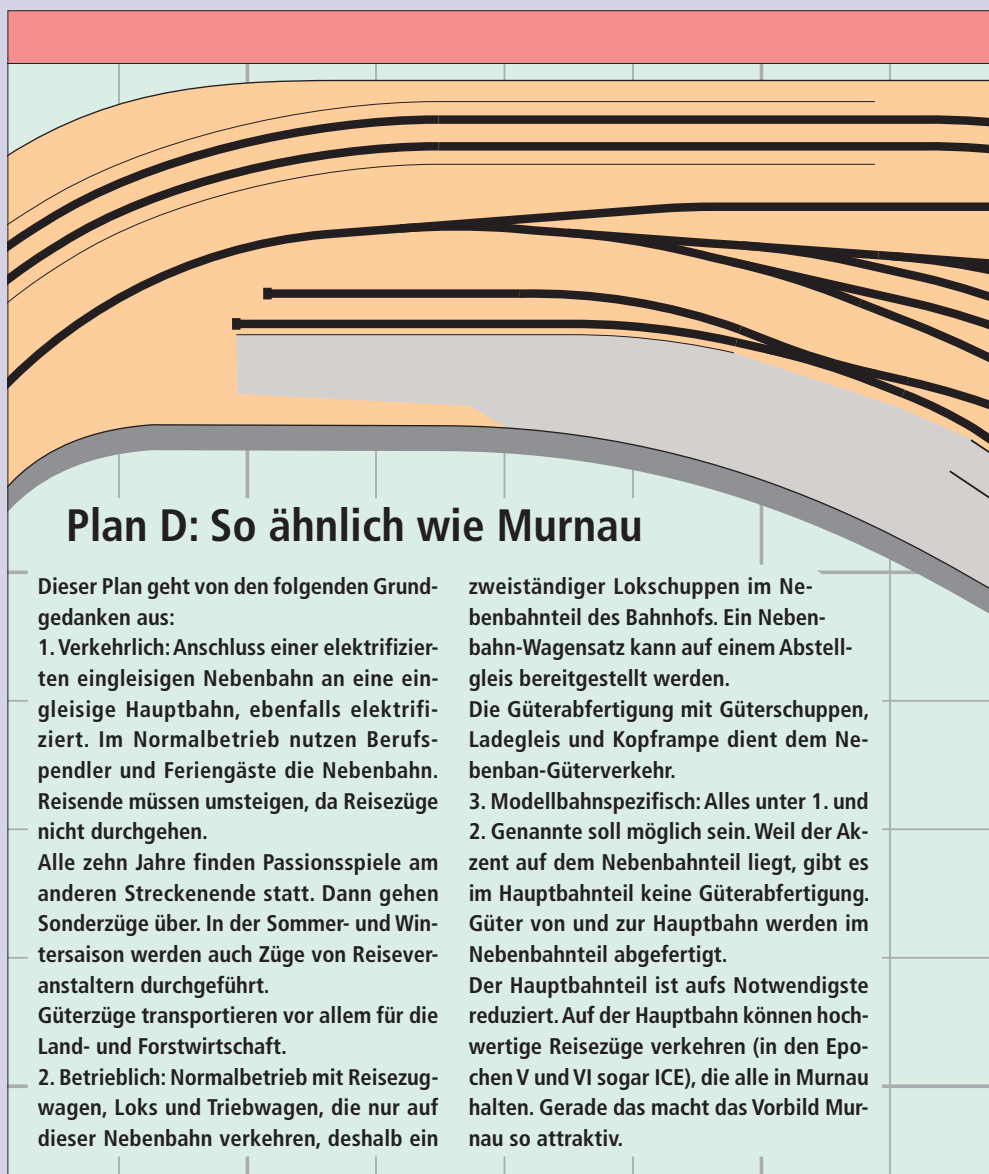 Plan D: So ähnlich wie Murnau
Dieser Plan geht von den folgenden Grund-
gedanken aus:
1. Verkehrlich: Anschluss einer elektrifizier-
ten eingleisigen Nebenbahn an eine ein-
gleisige Hauptbahn, ebenfalls elektrifi-
ziert. Im Normalbetrieb nutzen Berufs-
pendler und Feriengäste die Nebenbahn.
Reisende müssen umsteigen, da Reisezüge
nicht durchgehen.
Alle zehn Jahre finden Passionsspiele am
anderen Streckenende statt. Dann gehen
Sonderzüge über. In der Sommer- und Win-
tersaison werden auch Züge von Reisever-
anstaltern durchgeführt.
Güterzüge transportieren vor allem für die
Land- und Forstwirtschaft.
2. Betrieblich: Normalbetrieb mit Reisezug-
wagen, Loks und Triebwagen, die nur auf
dieser Nebenbahn verkehren, deshalb ein
zweiständiger Lokschuppen im Ne-
benbahnteil des Bahnhofs. Ein Neben-
bahn-Wagensatz kann auf einem Abstell-
gleis bereitgestellt werden.
Die Güterabfertigung mit Güterschuppen,
Ladegleis und Kopframpe dient dem Ne-
benban-Güterverkehr.
3. Modellbahnspezifisch: Alles unter 1. und
2. Genannte soll möglich sein. Weil der Ak-
zent auf dem Nebenbahnteil liegt, gibt es
im Hauptbahnteil keine Güterabfertigung.
Güter von und zur Hauptbahn werden im
Nebenbahnteil abgefertigt.
Der Hauptbahnteil ist aufs Notwendigste
reduziert. Auf der Hauptbahn können hoch-
wertige Reisezüge verkehren (in den Epo-
chen V und VI sogar ICE), die alle in Murnau
halten. Gerade das macht das Vorbild Mur-
nau so attraktiv.